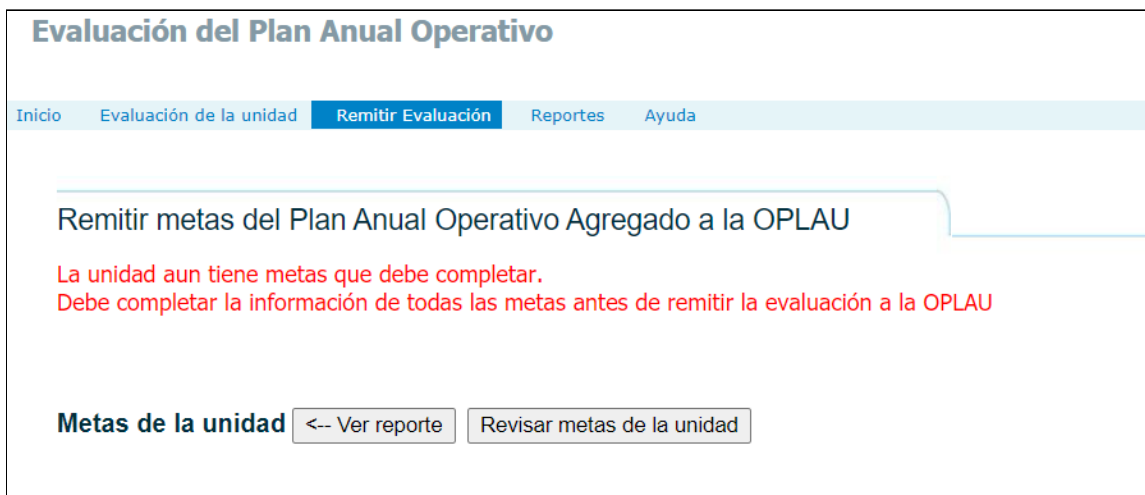 Evaluación del Plan Anual Operativo
Inicio Evaluación de la unidad Remitir Evaluación Reportes Ayuda
Remitir metas del Plan Anual Operativo Agregado a la OPLAU
La unidad aun tiene metas que debe completar.
Debe completar la información de todas las metas antes de remitir la evaluación a la OPLAU
Metas de la unidad <-- Ver reporte Revisar metas de la unidad